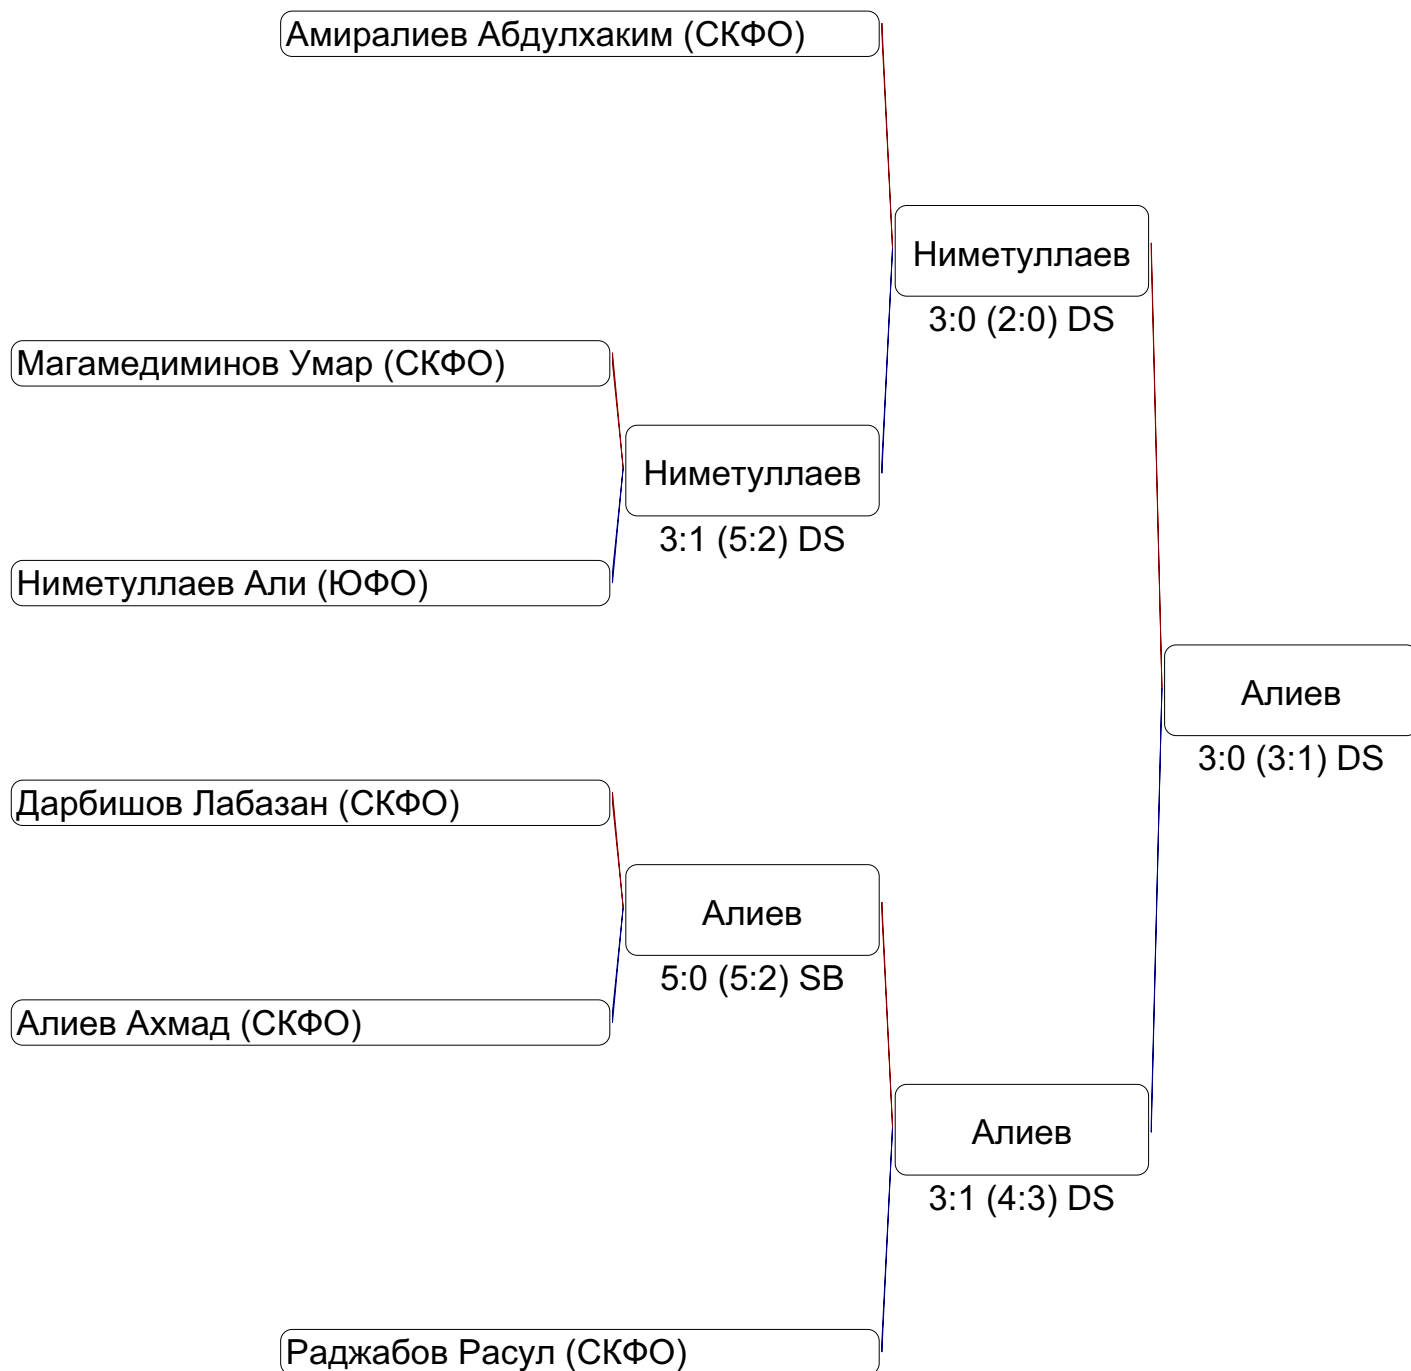 Амиралиев Абдулхаким (СКФО)
Ниметуллаев
3:0 (2:0) DS
Магамедиминов Умар (СКФО)
Ниметуллаев
3:1 (5:2) DS
Ниметуллаев Али (ЮФО)
Алиев
3:0 (3:1) DS
Дарбишов Лабазан (СКФО)
Алиев
5:0 (5:2) SB
Алиев Ахмад (СКФО)
Алиев
3:1 (4:3) DS
Раджабов Расул (СКФО)